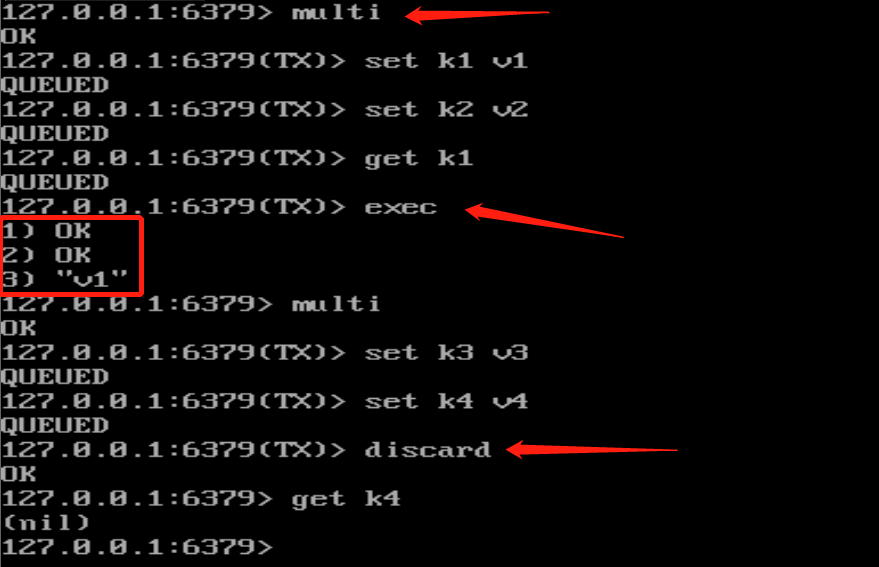 127.0.0.1:6379> multi
OK
127.0.0.1:6379(TX)> set k1 v1
QUEUED
127.0.0.1:6379(TX)> set k2 v2
QUEUED
127.0.0.1:6379(TX)> get k1
QUEUED
127.0.0.1:6379(TX)> exec
1) OK
2) OK
3) "v1"
127.0.0.1:6379> multi
OK
127.0.0.1:6379(TX)> set k3 v3
QUEUED
127.0.0.1:6379(TX)> set k4 v4
QUEUED
127.0.0.1:6379(TX)> discard
OK
127.0.0.1:6379> get k4
(nil)
127.0.0.1:6379>